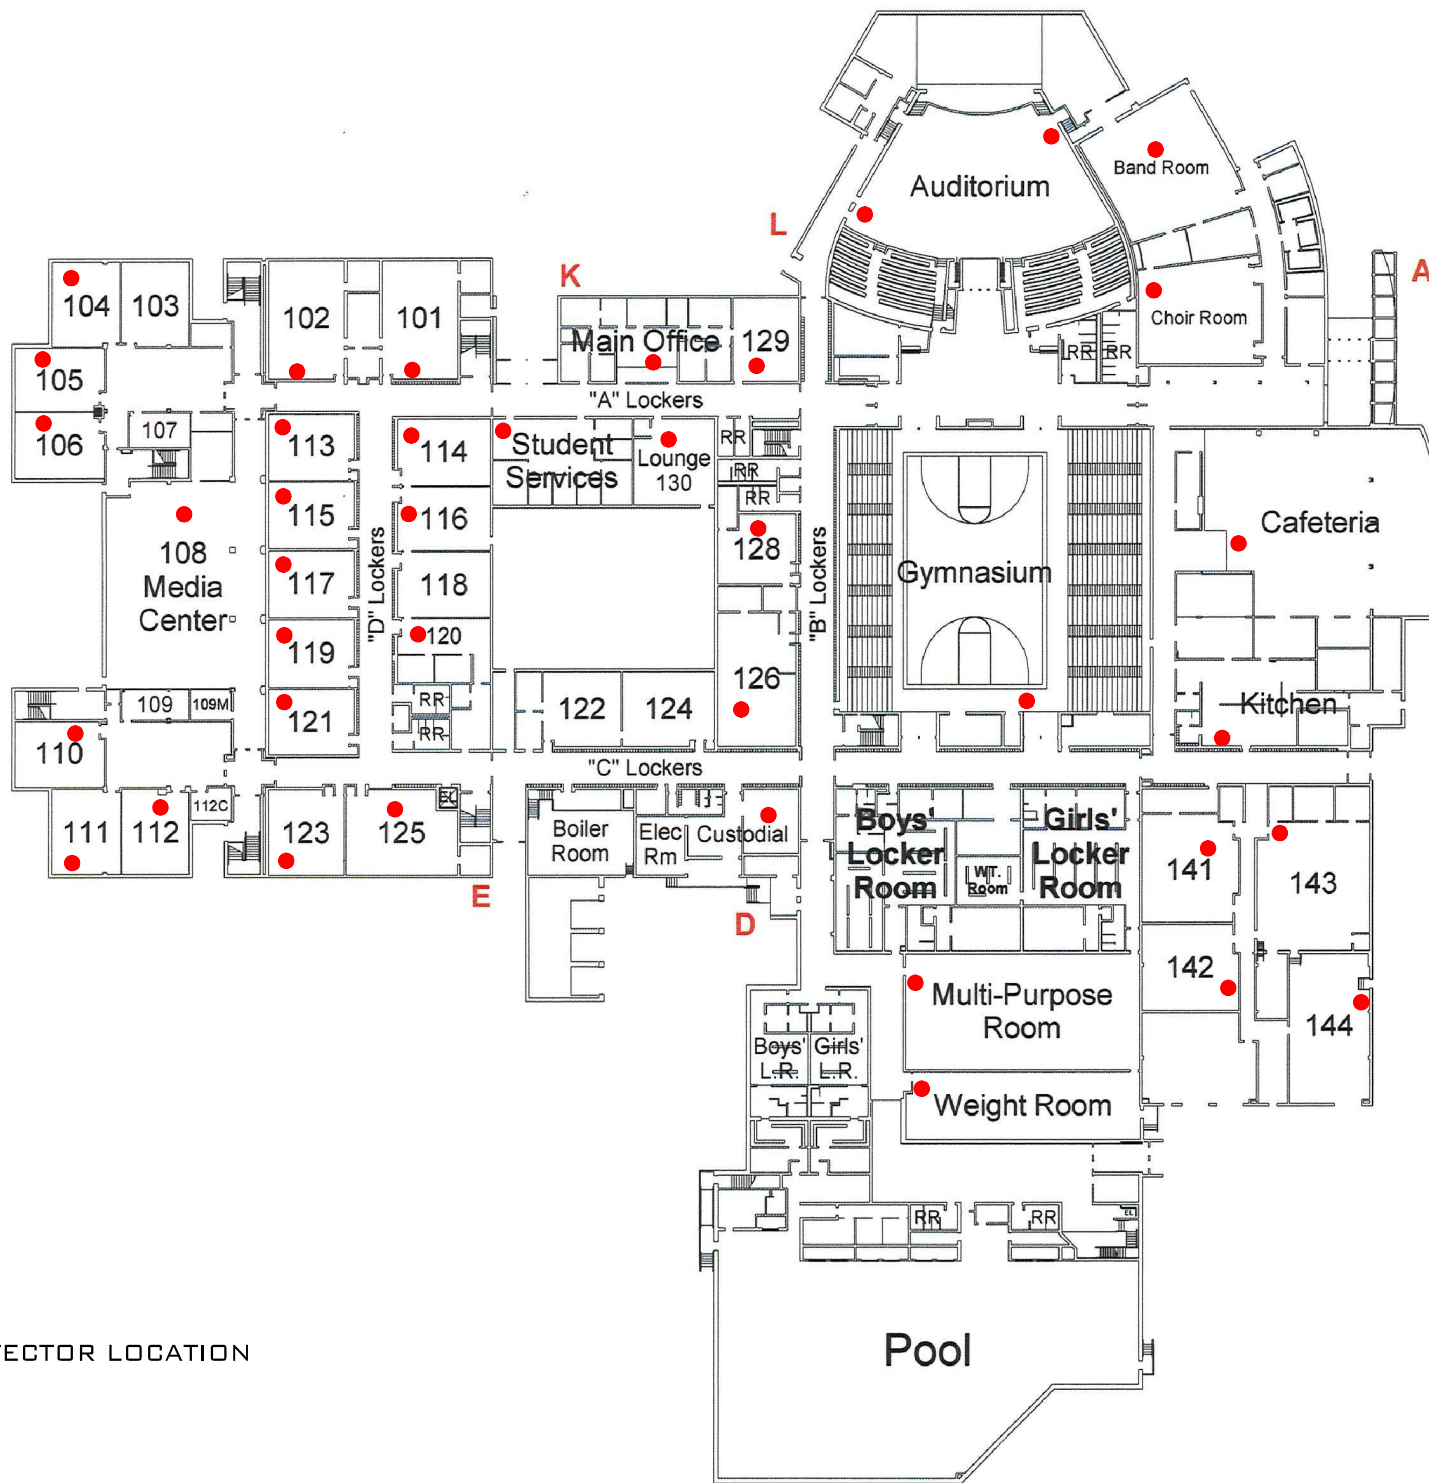 Auditorium
Band Room
L
K
A
104
103
102
101
Main Office
129
Choir Room
RR
RR
105
106
107
"A" Lockers
113
114
Student
Services
Lounge
130
RR
RR
RR
115
116
128
Cafeteria
108
Media
Center
117
118
"D" Lockers
"B" Lockers
Gymnasium
119
120
121
RR
RR
122
124
126
Kitchen
109
109M
110
"C" Lockers
111
112
112C
123
125
Boiler
Room
Elec
Rm
Custodial
Boys'
Locker
Room
WT.
Room
Girls'
Locker
Room
141
143
E
D
142
144
Multi-Purpose
Room
Boys'
L.R.
Girls'
L.R.
Weight Room
RR
RR
EL
Pool
TECTOR LOCATION